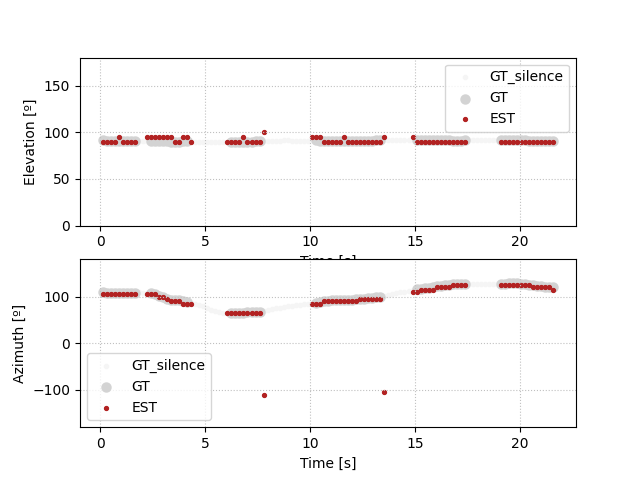 150
100
50
0
Elevation [º]
GT_silence
GT
EST
0 5 10 15 20
Time [s]
100
0
−100
Azimuth [º]
GT_silence
GT
EST
0 5 10 15 20
Time [s]